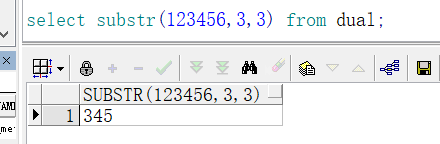 select substr(123456,3,3) from dual;
SUBSTR(123456,3,3)
1 345